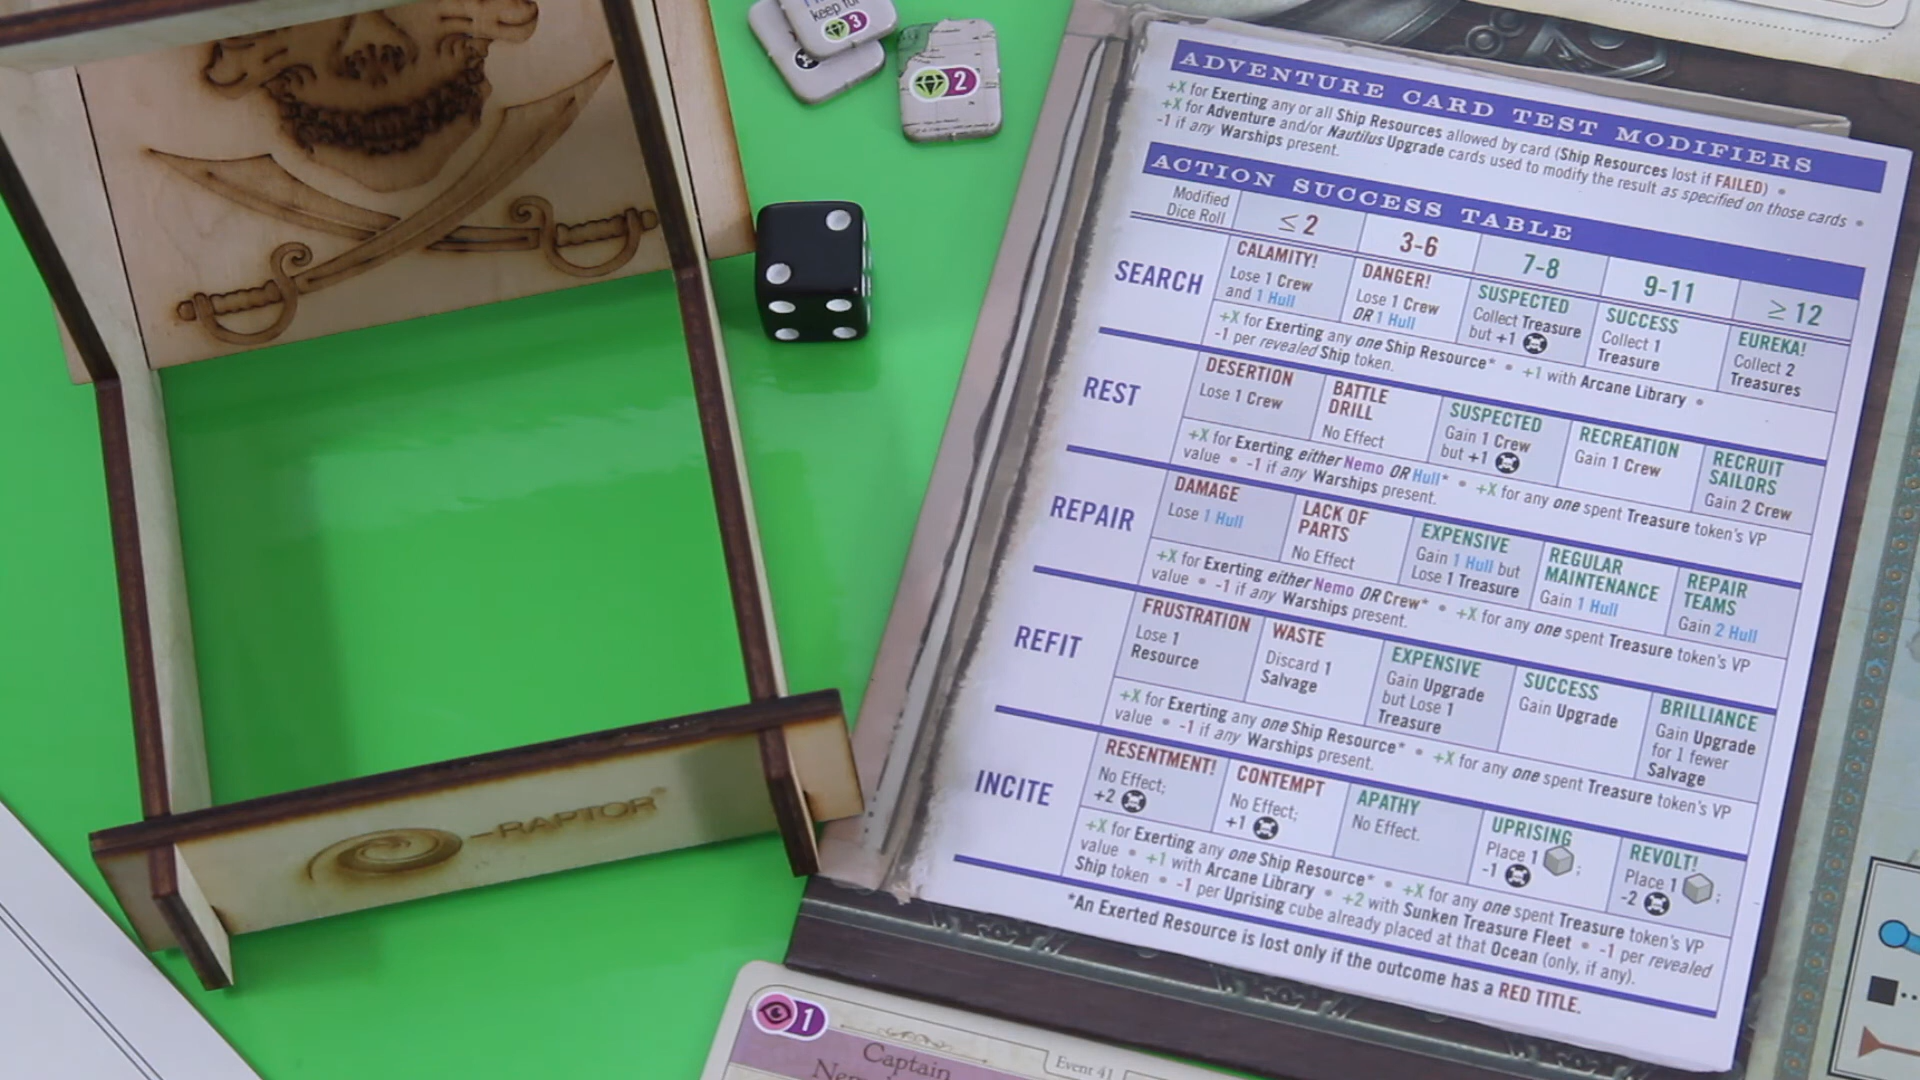 keep for
3
2
ADVENTURE CARD TEST MODIFIERS
+X for Exerting any or all Ship Resources allowed by card (Ship Resources lost if FAILED) •
+X for Adventure and/or Nautilus Upgrade cards used to modify the result as specified on those cards •
-1 if any Warships present.
ACTION SUCCESS TABLE
Modified
Dice Roll
≤ 2
3-6
7-8
9-11
≥ 12
SEARCH
CALAMITY!
Lose 1 Crew
and 1 Hull
DANGER!
Lose 1 Crew
OR 1 Hull
SUSPECTED
Collect Treasure
but +1
SUCCESS
Collect 1
Treasure
EUREKA!
Collect 2
Treasures
+X for Exerting any one Ship Resource* • +1 with Arcane Library •
-1 per revealed Ship token.
REST
DESERTION
Lose 1 Crew
BATTLE
DRILL
No Effect
SUSPECTED
Gain 1 Crew
but +1
RECREATION
Gain 1 Crew
RECRUIT
SAILORS
Gain 2 Crew
+X for Exerting either Nemo OR Hull* • +X for any one spent Treasure token's VP
value • -1 if any Warships present.
REPAIR
DAMAGE
Lose 1 Hull
LACK OF
PARTS
No Effect
EXPENSIVE
Gain 1 Hull but
Lose 1 Treasure
REGULAR
MAINTENANCE
Gain 1 Hull
REPAIR
TEAMS
Gain 2 Hull
+X for Exerting either Nemo OR Crew* • +X for any one spent Treasure token's VP
value • -1 if any Warships present.
REFIT
FRUSTRATION
Lose 1
Resource
WASTE
Discard 1
Salvage
EXPENSIVE
Gain Upgrade
but Lose 1
Treasure
SUCCESS
Gain Upgrade
BRILLIANCE
Gain Upgrade
for 1 fewer
Salvage
+X for Exerting any one Ship Resource* • +X for any one spent Treasure token's VP
value • -1 if any Warships present.
INCITE
RESENTMENT!
No Effect;
+2
CONTEMPT
No Effect;
+1
APATHY
No Effect.
UPRISING
Place 1 ;
-1
REVOLT!
Place 1 ;
-2
+X for Exerting any one Ship Resource* • +X for any one spent Treasure token's VP
value • +1 with Arcane Library • +2 with Sunken Treasure Fleet • -1 per revealed
Ship token • -1 per Uprising cube already placed at that Ocean (only, if any).
*An Exerted Resource is lost only if the outcome has a RED TITLE.
-RAPTOR®
1
Captain
Event 41